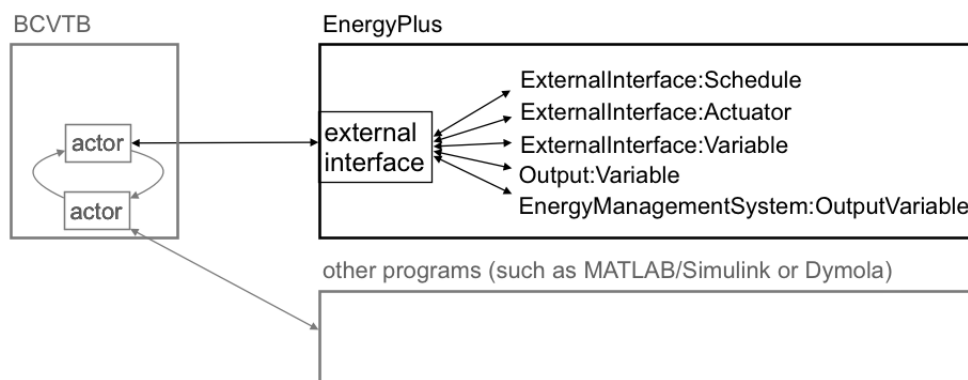 BCVTB
EnergyPlus
actor
actor
external
interface
ExternalInterface:Schedule
ExternalInterface:Actuator
ExternalInterface:Variable
Output:Variable
EnergyManagementSystem:OutputVariable
other programs (such as MATLAB/Simulink or Dymola)